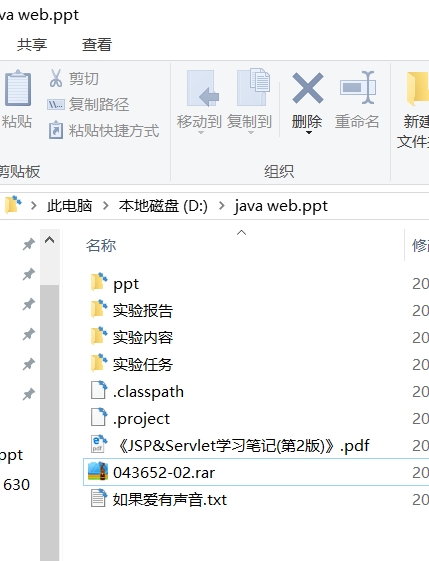 va web.ppt
共享 查看
剪切
复制路径
粘贴 粘贴快捷方式
移动到 复制到 删除 重命名 新建
文件
剪贴板 组织
此电脑 > 本地磁盘 (D:) > java web.ppt
名称 修
ppt 20
实验报告 20
实验内容 20
实验任务 20
.classpath 20
.project 20
《JSP&Servlet学习笔记(第2版)》.pdf 20
ppt
043652-02.rar 20
1630
如果爱有声音.txt 20